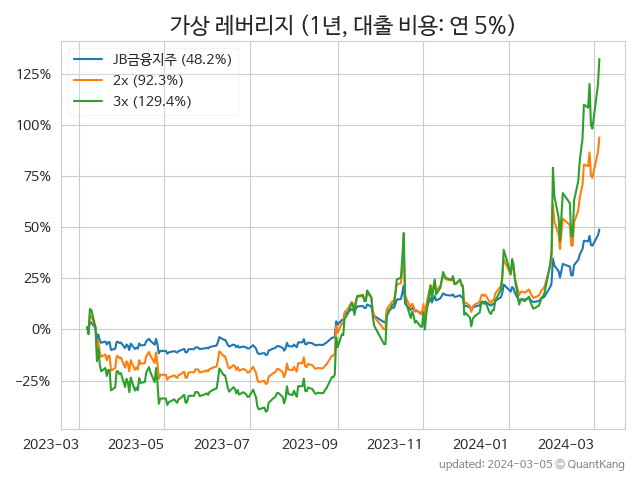 가상 레버리지 (1년, 대출 비용: 연 5%)
JB금융지주 (48.2%)
2x (92.3%)
3x (129.4%)
125%
100%
75%
50%
25%
0%
−25%
2023-03 2023-05 2023-07 2023-09 2023-11 2024-01 2024-03
updated: 2024-03-05 ⓒ QuantKang